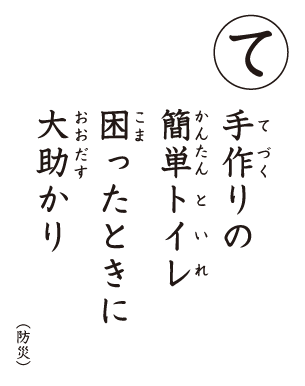 て
手作りの
てづく
簡単トイレ
かんたんといれ
困ったときに
こま
大助かり
おおだす
（防災）